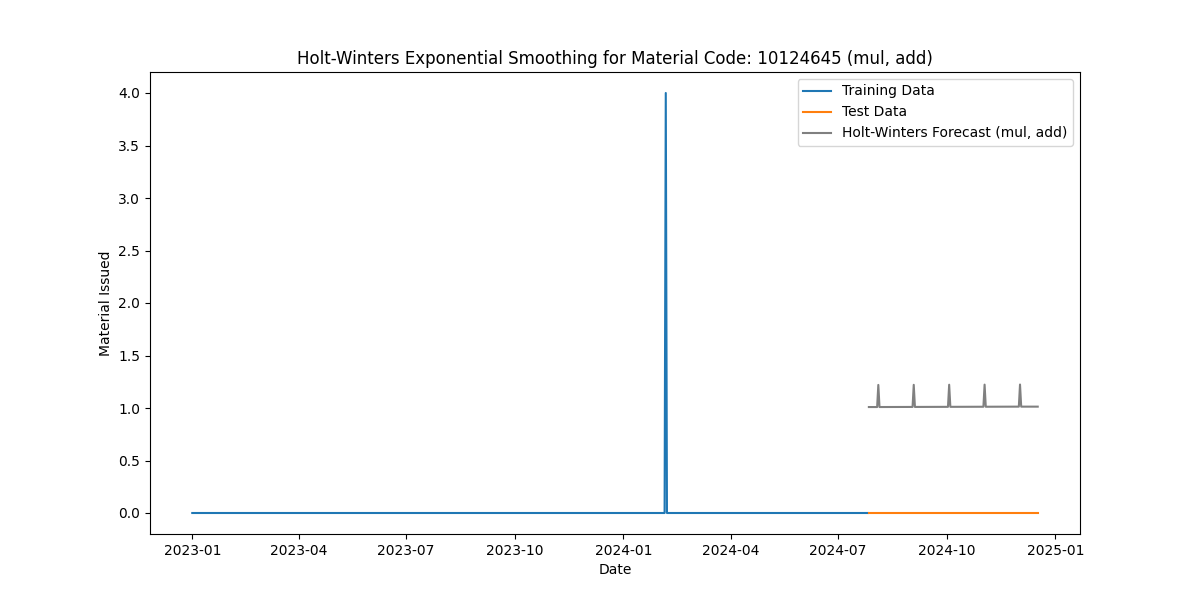 Holt-Winters Exponential Smoothing for Material Code: 10124645 (mul, add)
Training Data
Test Data
Holt-Winters Forecast (mul, add)
Material Issued
4.0
3.5
3.0
2.5
2.0
1.5
1.0
0.5
0.0
2023-01 2023-04 2023-07 2023-10 2024-01 2024-04 2024-07 2024-10 2025-01
Date